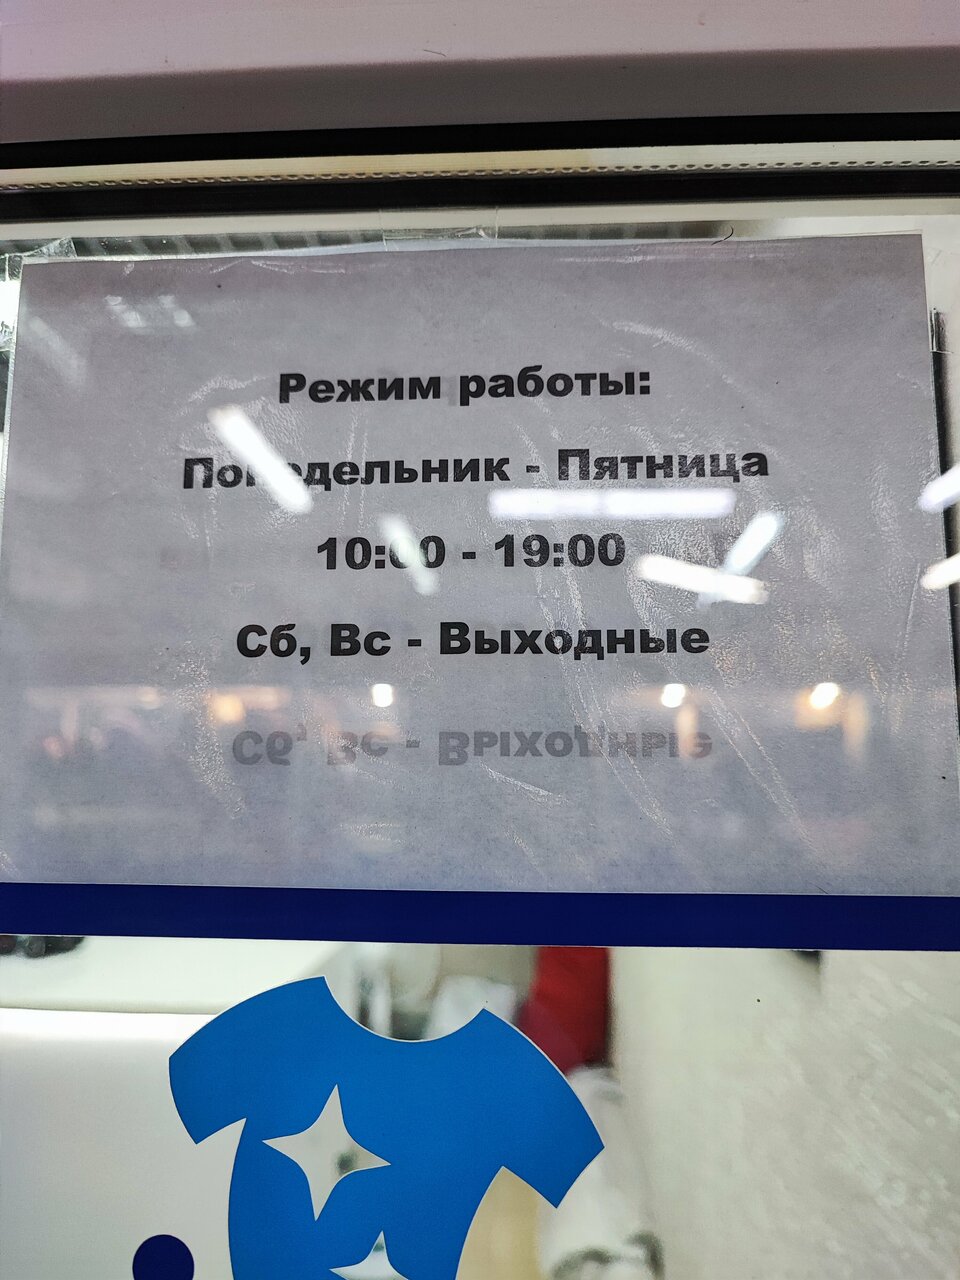 Режим работы:
Понедельник - Пятница
10:00 - 19:00
Сб, Вс - Выходные